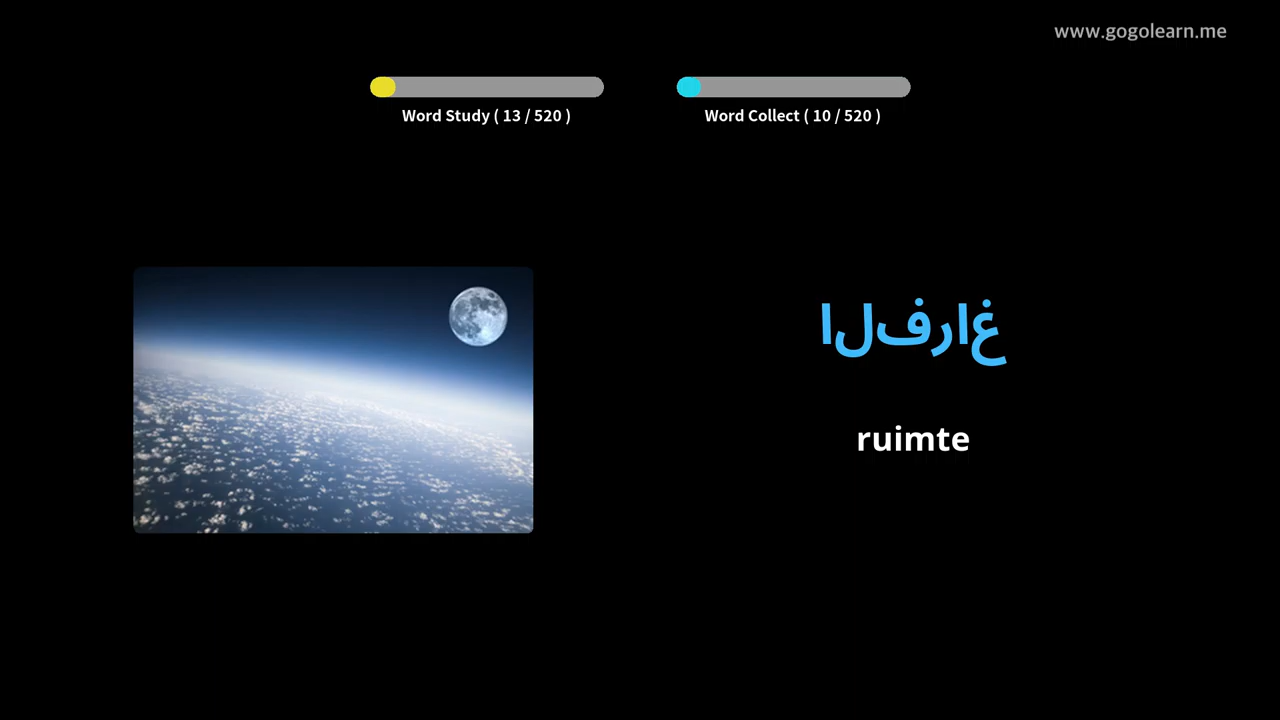 www.gogolearn.me
Word Study ( 13 / 520 )
Word Collect ( 10 / 520 )
الفراغ
ruimte